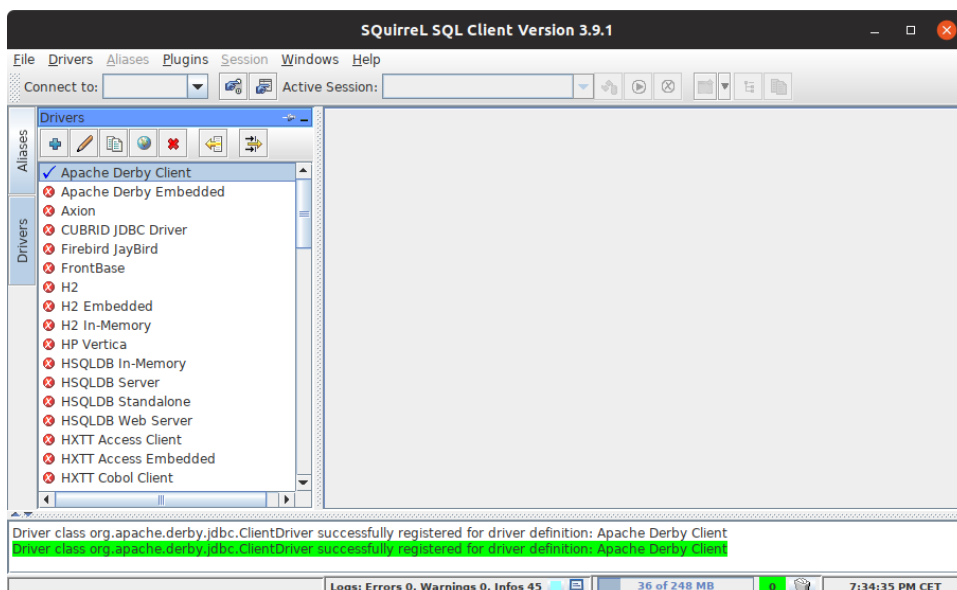 SQuirreL SQL Client Version 3.9.1
File Drivers Aliases Plugins Session Windows Help
Connect to: Active Session:
Aliases
Drivers
Drivers
Apache Derby Client
Apache Derby Embedded
Axion
CUBRID JDBC Driver
Firebird JayBird
FrontBase
H2
H2 Embedded
H2 In-Memory
HP Vertica
HSQLDB In-Memory
HSQLDB Server
HSQLDB Standalone
HSQLDB Web Server
HXTT Access Client
HXTT Access Embedded
HXTT Cobol Client
Driver class org.apache.derby.jdbc.ClientDriver successfully registered for driver definition: Apache Derby Client
Driver class org.apache.derby.jdbc.ClientDriver successfully registered for driver definition: Apache Derby Client
Logs: Errors 0, Warnings 0, Infos 45 36 of 248 MB 0 7:34:35 PM CET